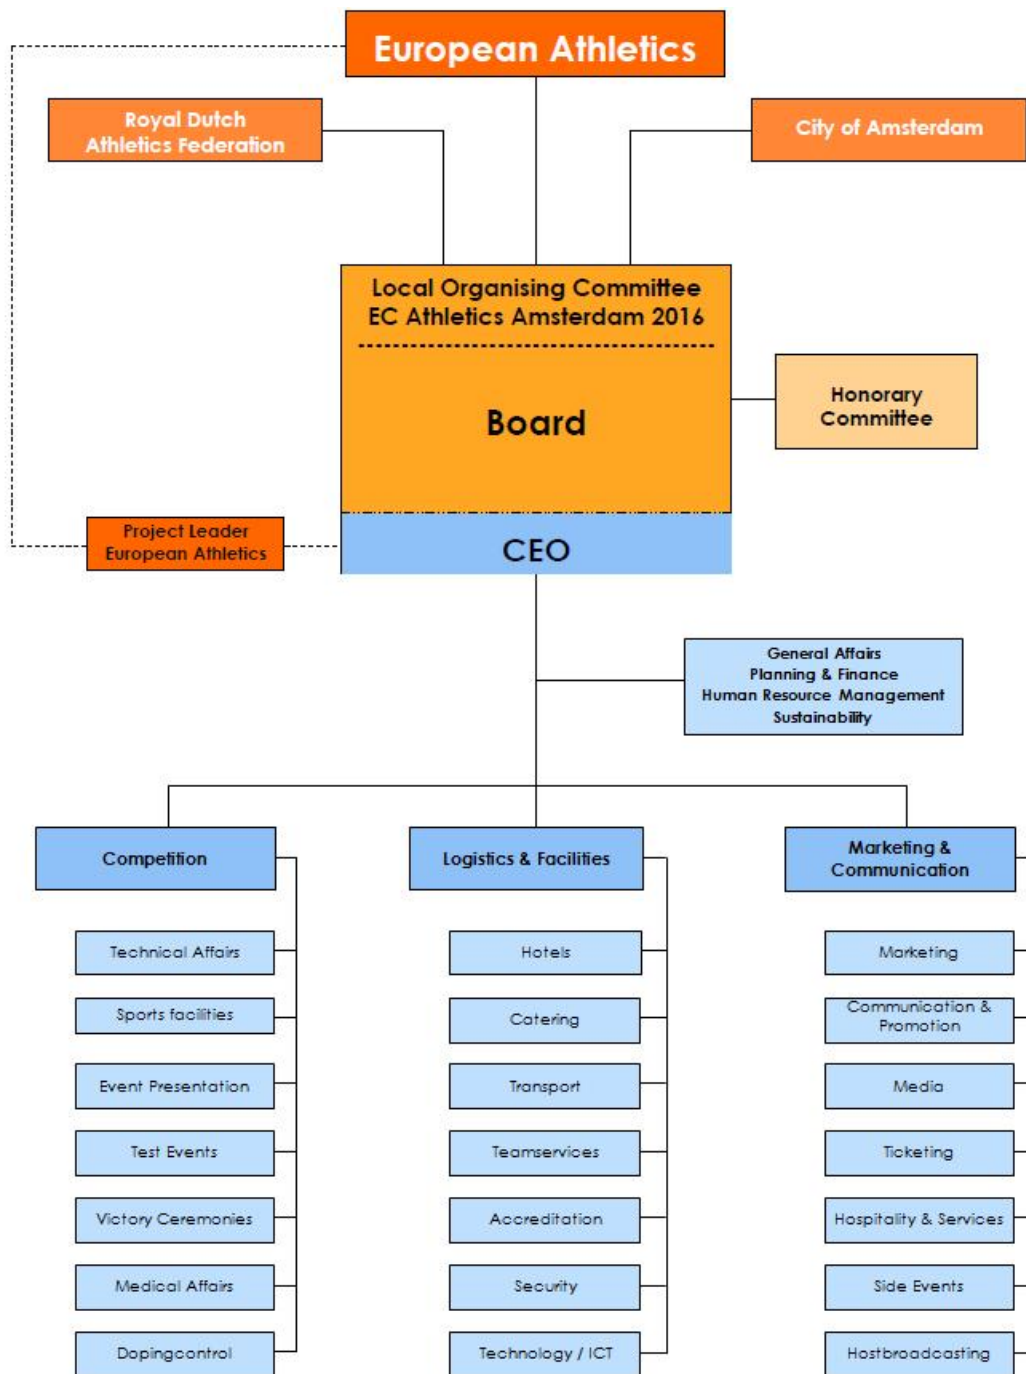 European Athletics
Royal Dutch
Athletics Federation
City of Amsterdam
Local Organising Committee
EC Athletics Amsterdam 2016
Board
Honorary
Committee
Project Leader
European Athletics
CEO
General Affairs
Planning & Finance
Human Resource Management
Sustainability
Competition
Logistics & Facilities
Marketing &
Communication
Technical Affairs
Hotels
Marketing
Sports facilities
Catering
Communication &
Promotion
Event Presentation
Transport
Media
Test Events
Teamservices
Ticketing
Victory Ceremonies
Accreditation
Hospitality & Services
Medical Affairs
Security
Side Events
Dopingcontrol
Technology / ICT
Hostbroadcasting